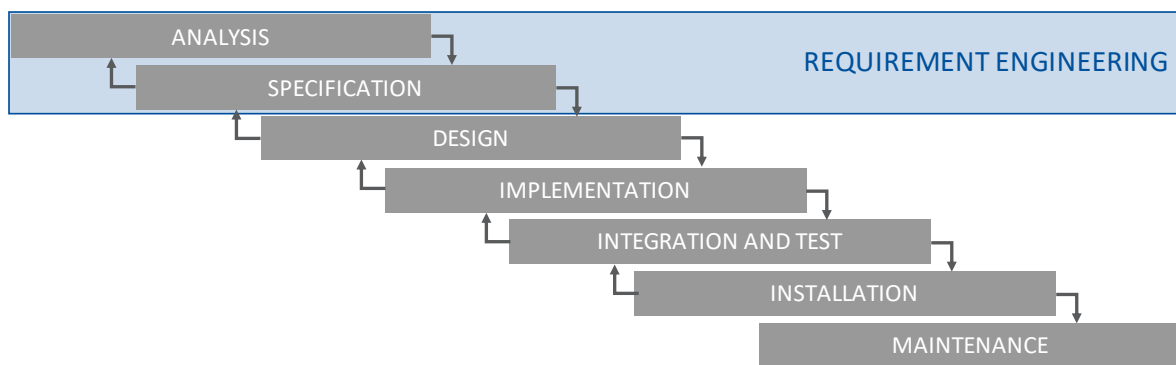 ANALYSIS
REQUIREMENT ENGINEERING
SPECIFICATION
DESIGN
IMPLEMENTATION
INTEGRATION AND TEST
INSTALLATION
MAINTENANCE